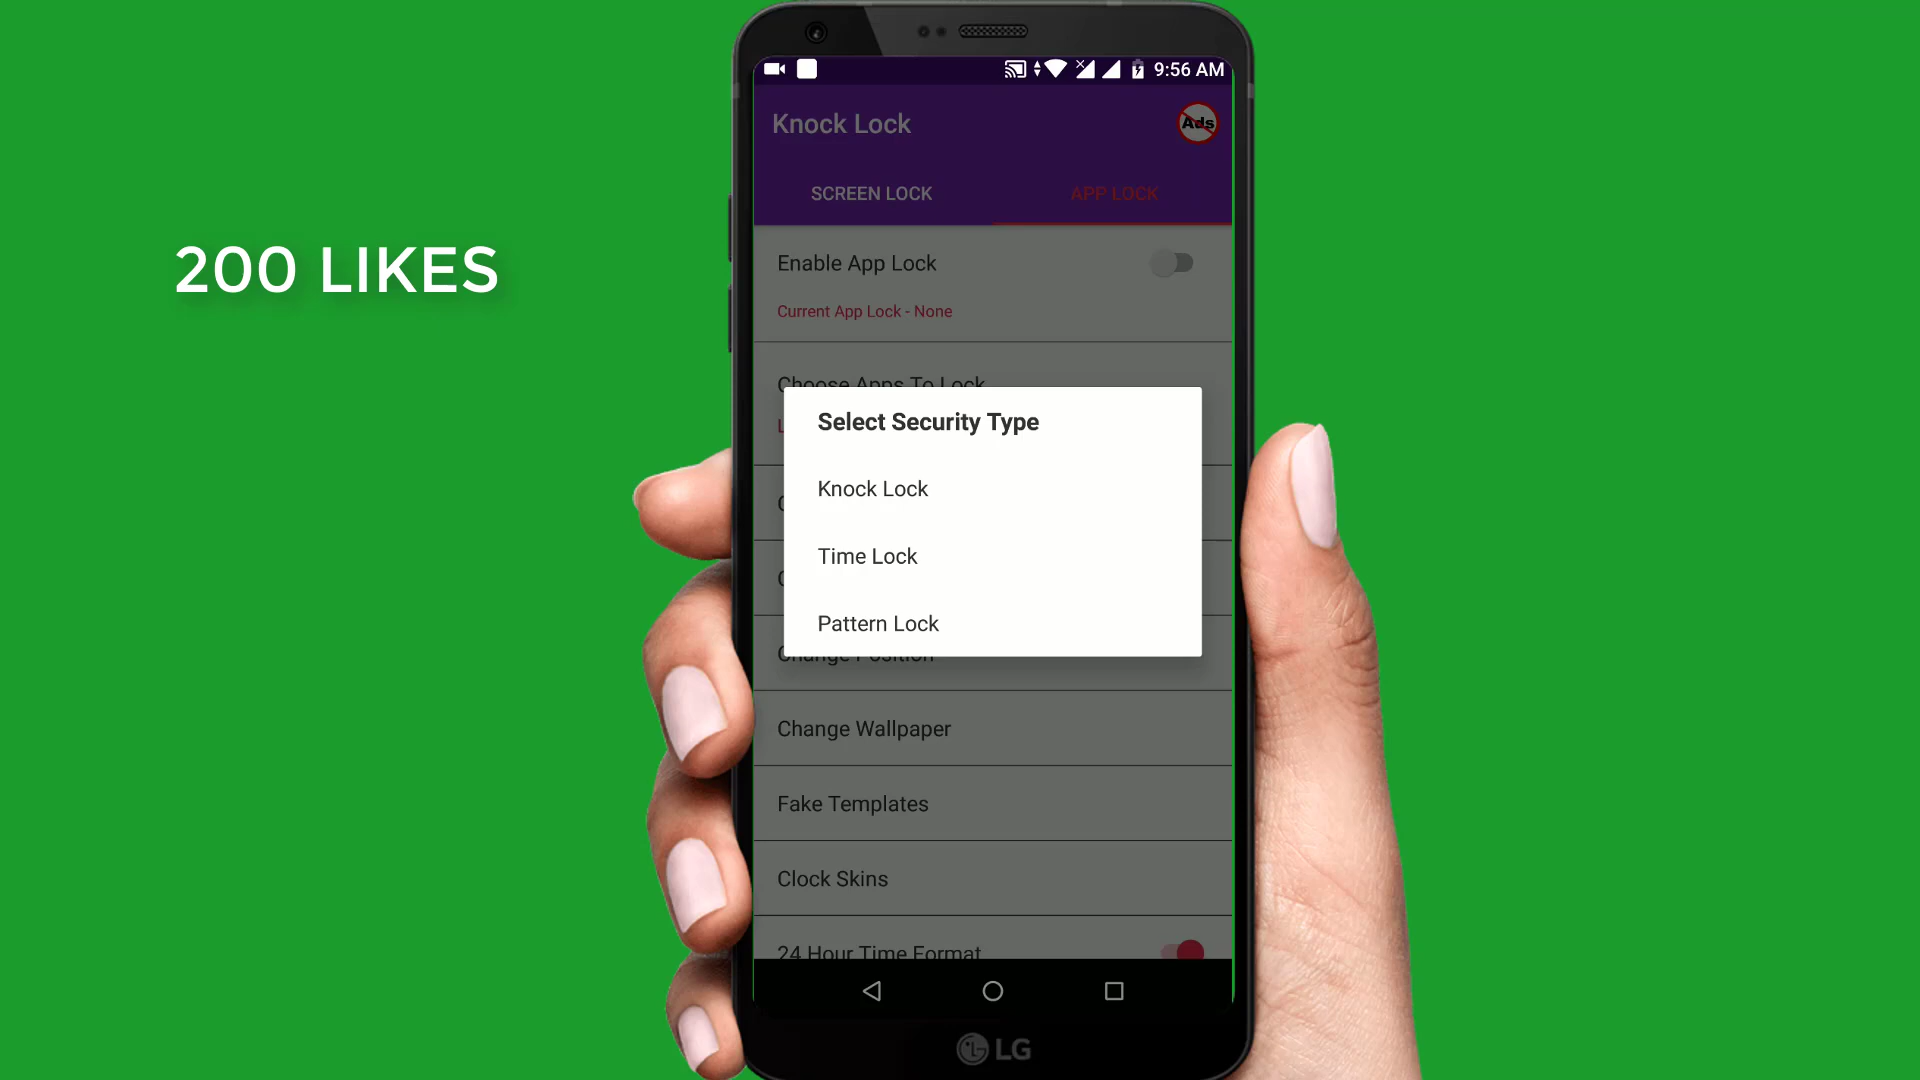 9:56 AM
Knock Lock
Ads
SCREEN LOCK
APP LOCK
Enable App Lock
200 LIKES
Current App Lock - None
Choose Apps To Lock
Select Security Type
Knock Lock
Time Lock
Pattern Lock
Change Position
Change Wallpaper
Fake Templates
Clock Skins
24 Hour Time Format
LG